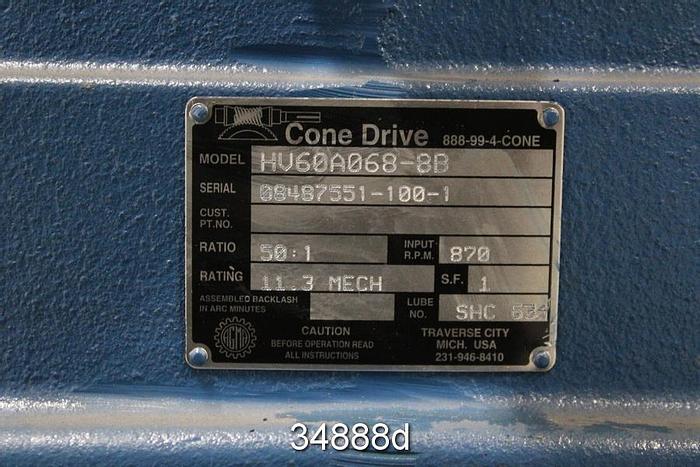 Cone Drive 888-99-4-CONE
MODEL HV60A068-8B
SERIAL 08487551-100-1
CUST. PT.NO.
RATIO 50:1 INPUT R.P.M. 870
RATING 11.3 MECH S.F. 1
ASSEMBLED BACKLASH IN ARC MINUTES LUBE NO. SHC 634
AGMA
CAUTION
BEFORE OPERATION READ
ALL INSTRUCTIONS
TRAVERSE CITY
MICH. USA
231-946-8410
34888d